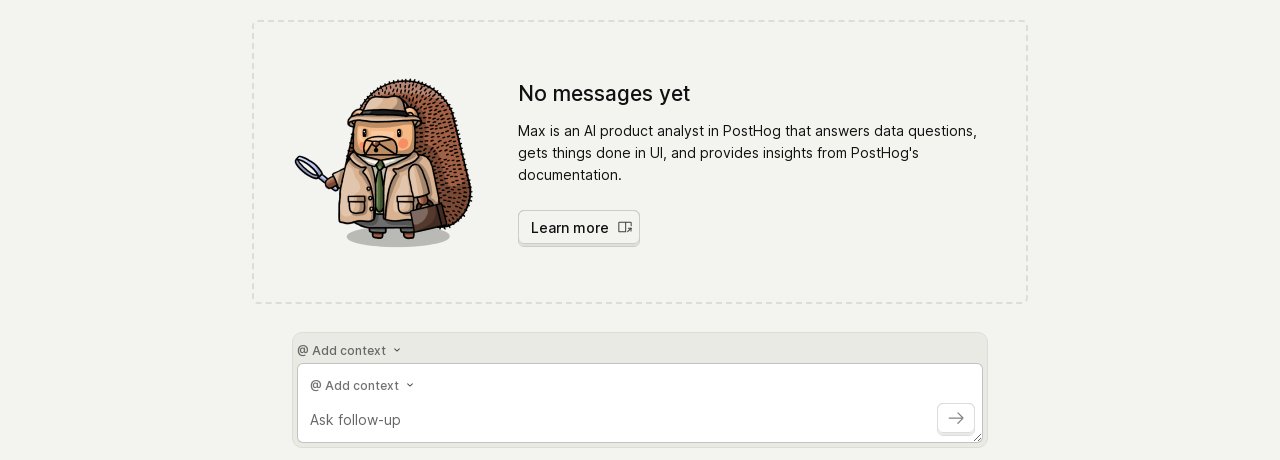 No messages yet
Max is an AI product analyst in PostHog that answers data questions,
gets things done in UI, and provides insights from PostHog's
documentation.
Learn more
@ Add context
@ Add context
Ask follow-up